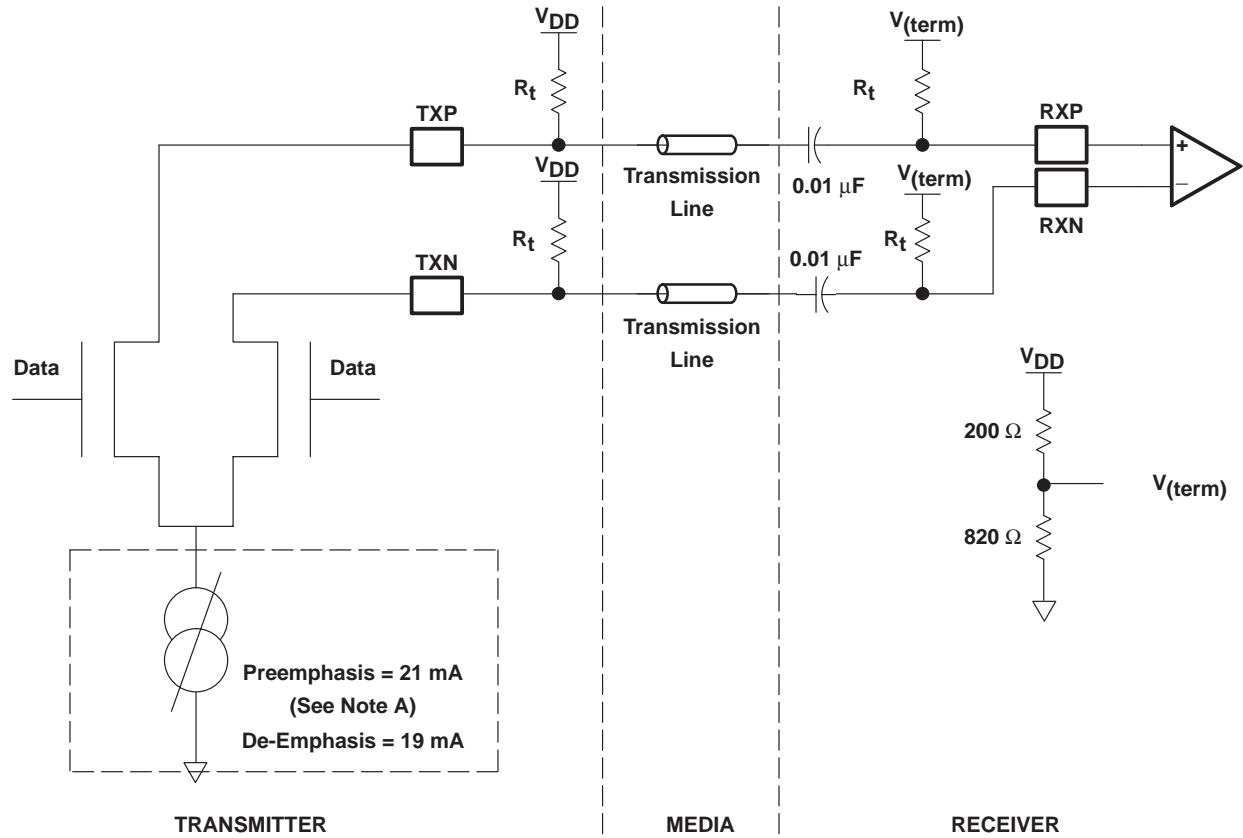 VDD
V(term)
Rt
Rt
TXP
RXP
VDD
V(term)
Transmission
Line
0.01 μF
Rt
Rt
RXN
TXN
0.01 μF
Transmission
Line
+
–
Data
Data
VDD
200 Ω
V(term)
820 Ω
Preemphasis = 21 mA
(See Note A)
De-Emphasis = 19 mA
TRANSMITTER
MEDIA
RECEIVER